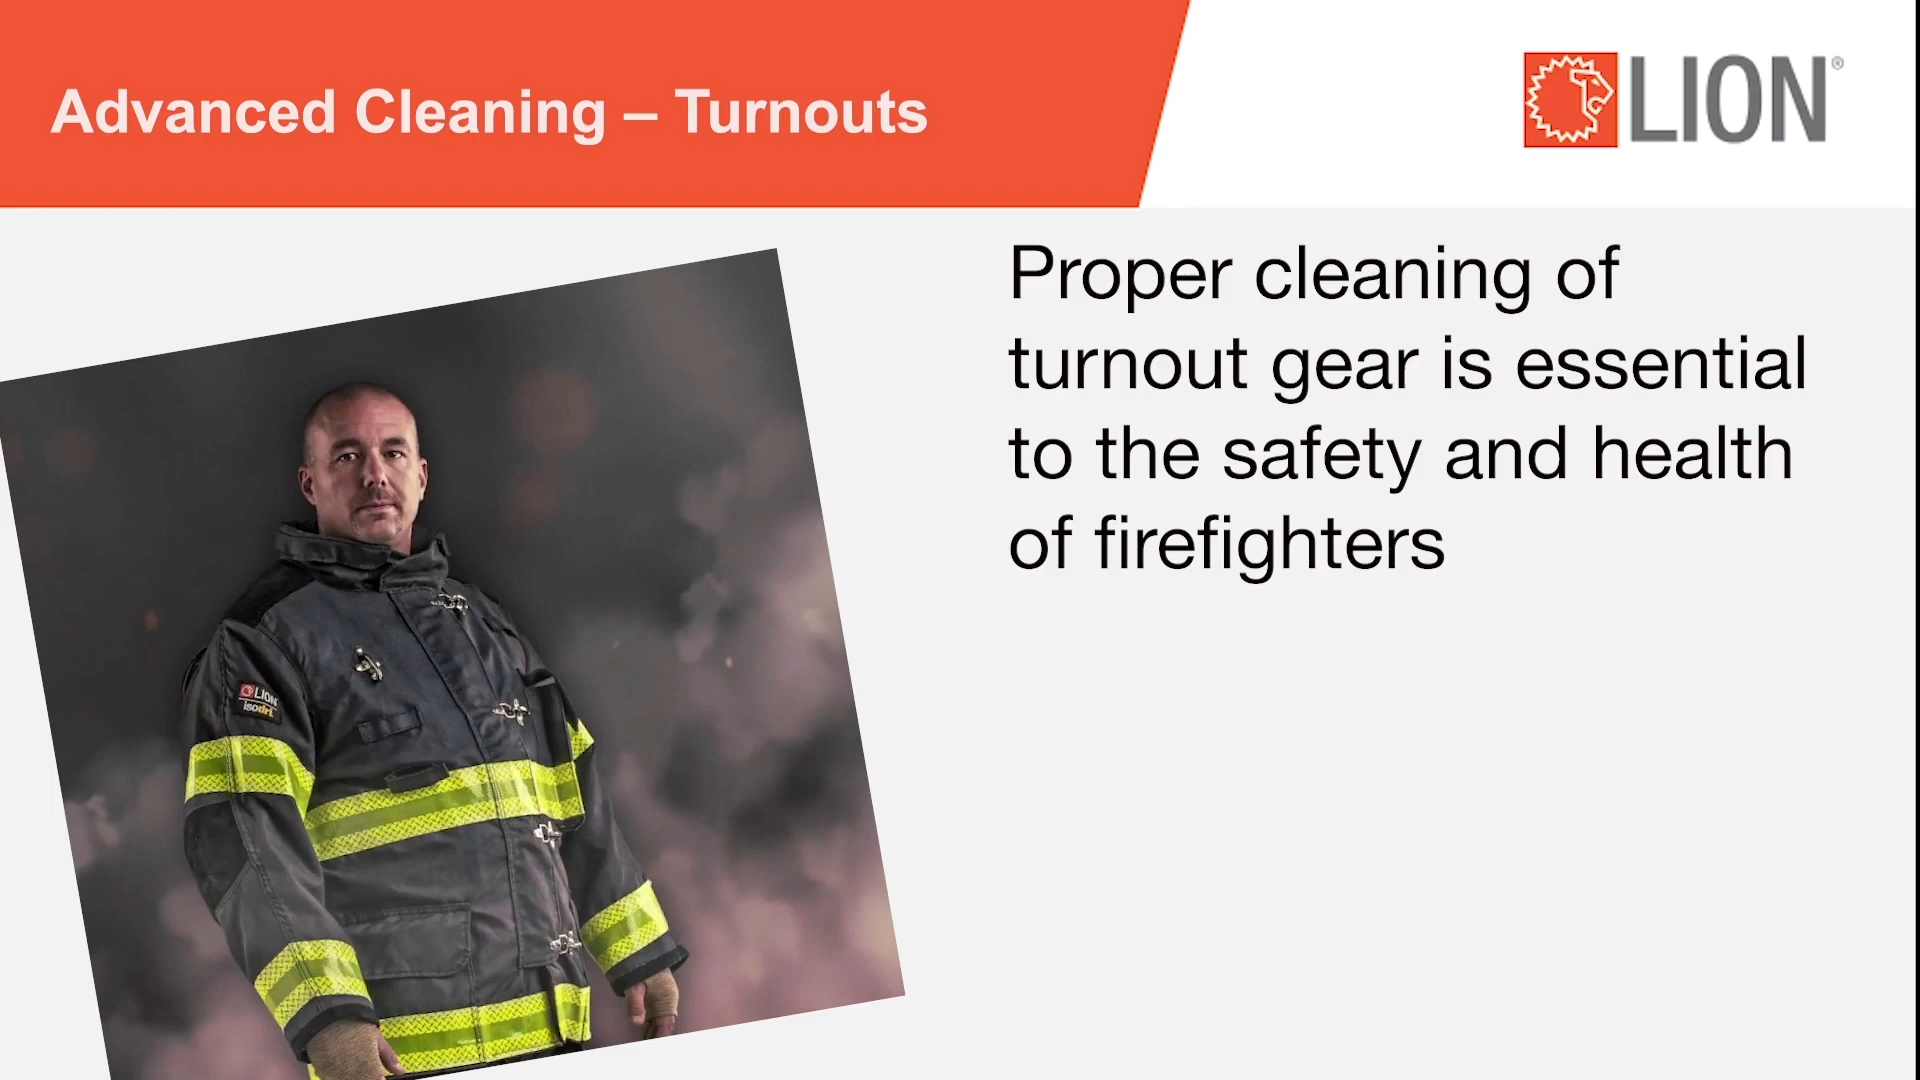 Advanced Cleaning – Turnouts
LION®
Proper cleaning of
turnout gear is essential
to the safety and health
of firefighters
LION
isodri